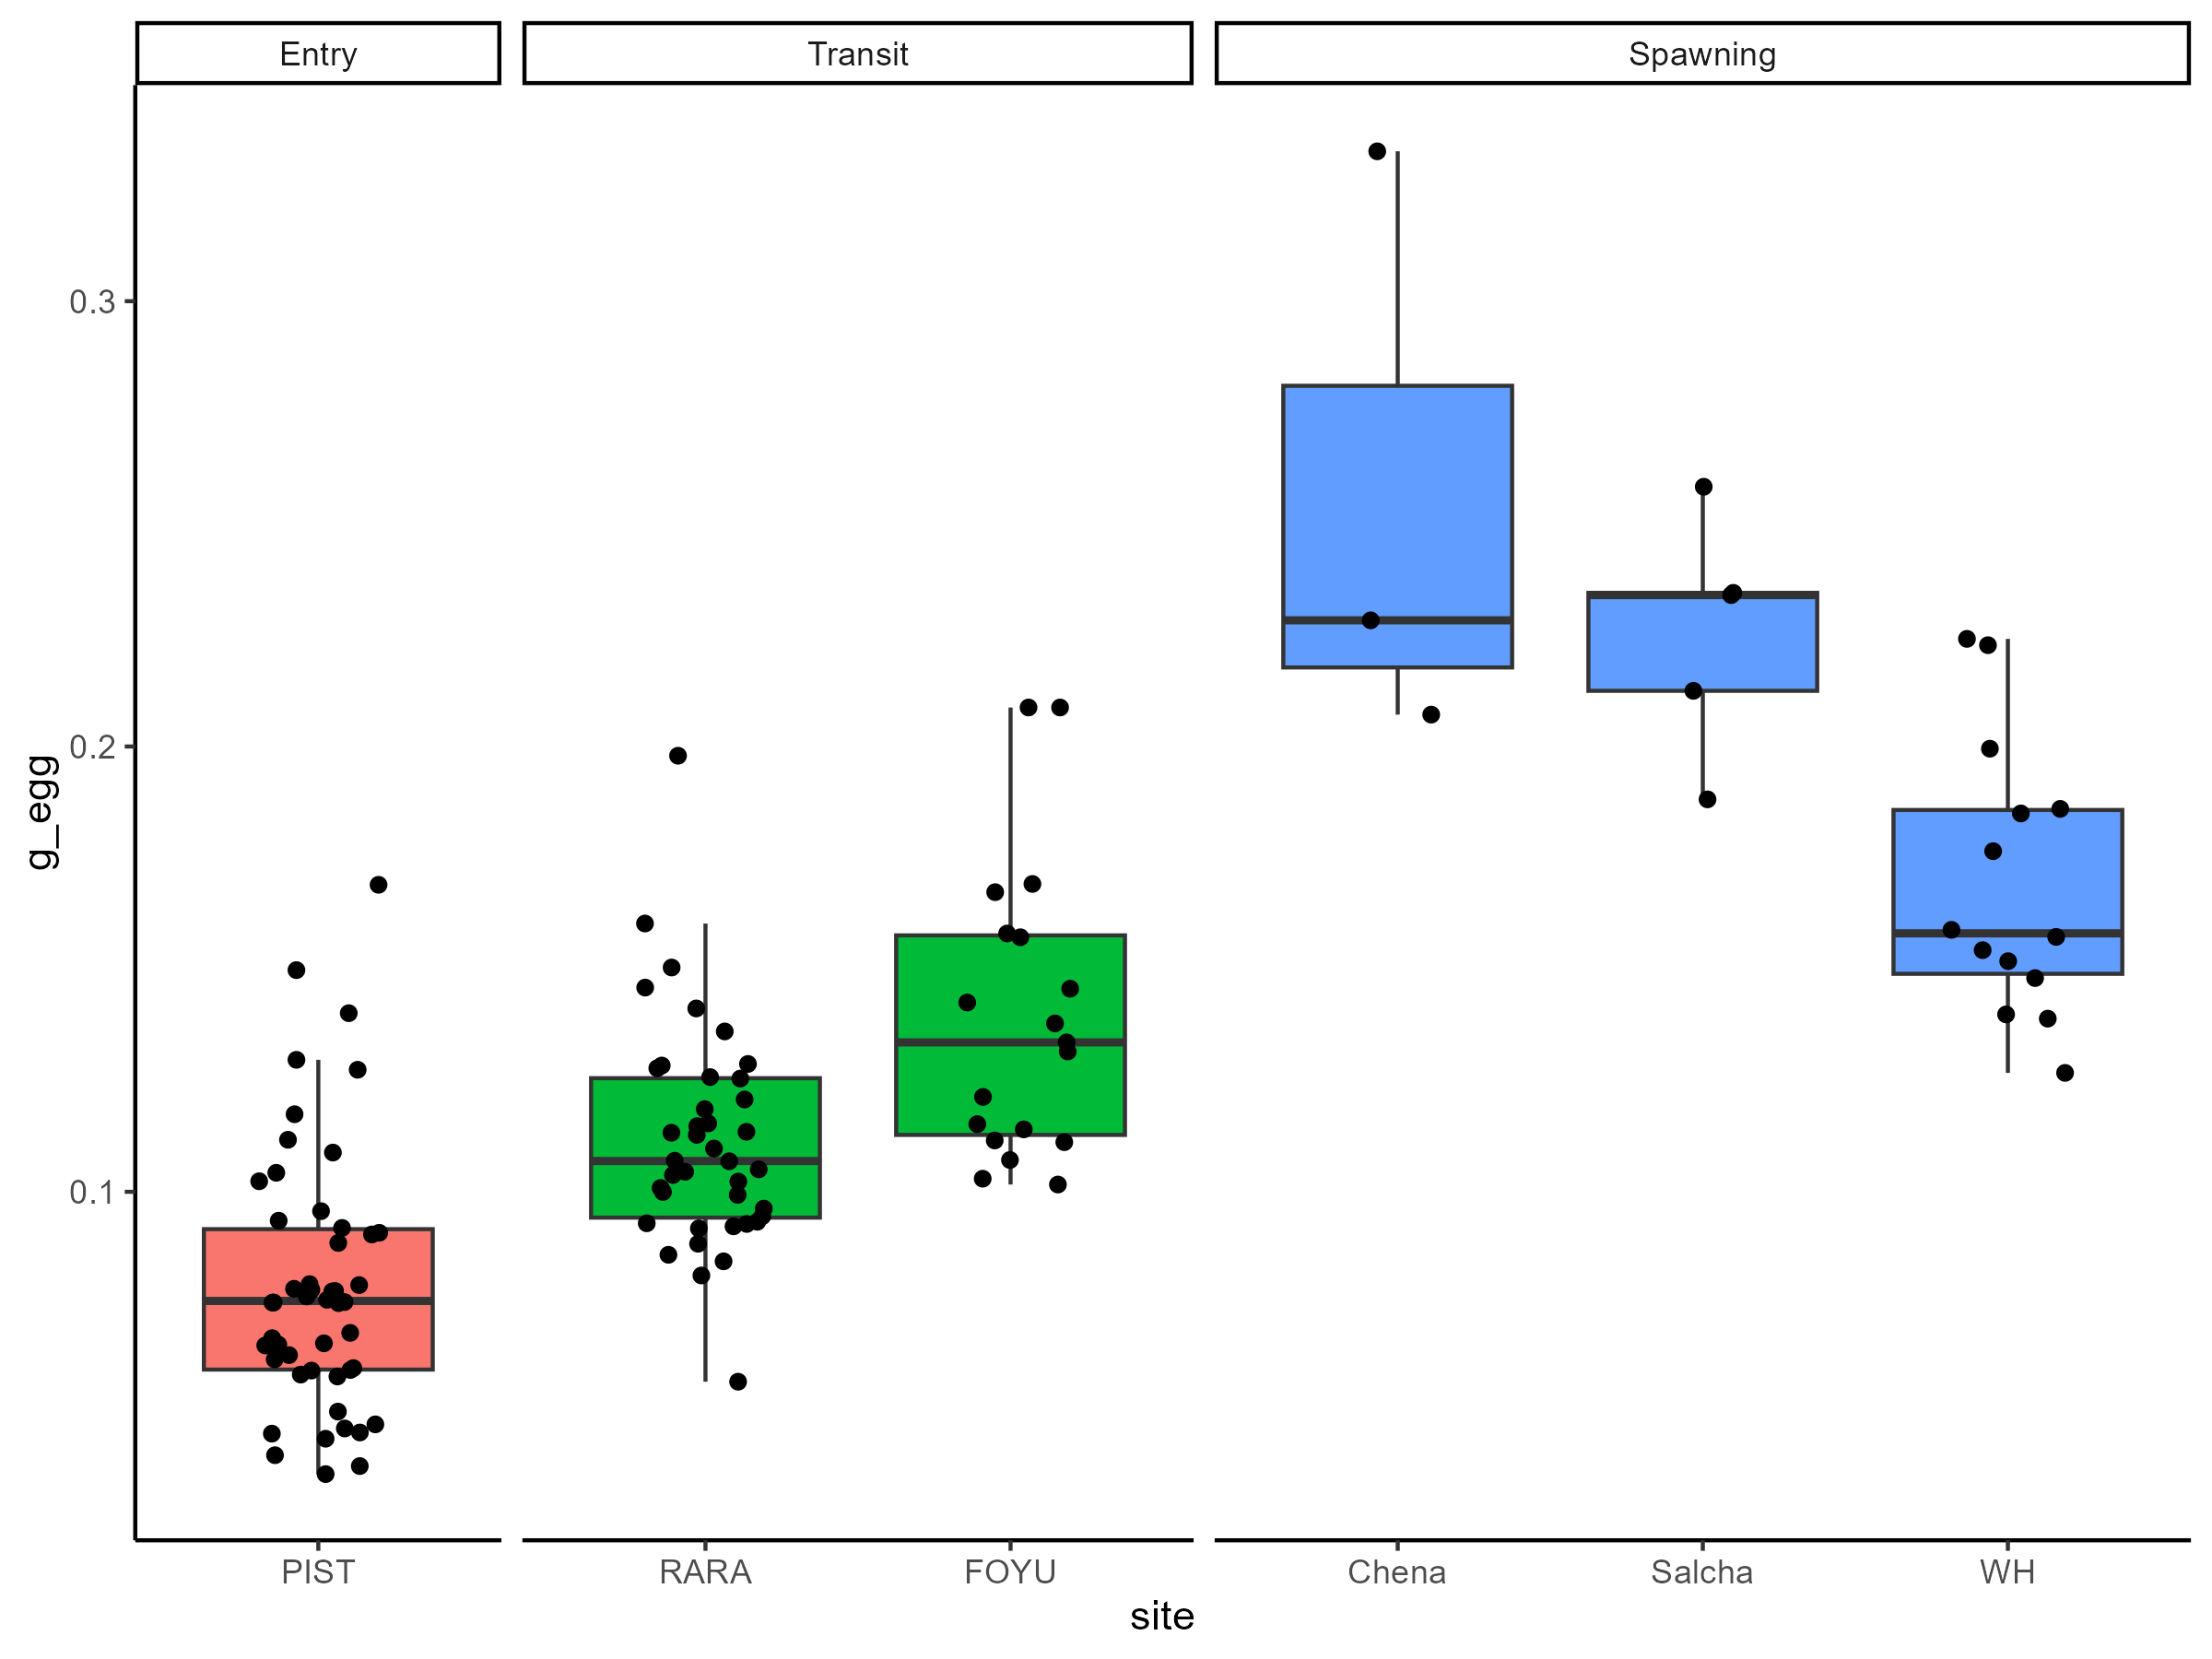 Entry
Transit
Spawning
0.3
0.2
0.1
g_egg
PIST
RARA
FOYU
Chena
Salcha
WH
site